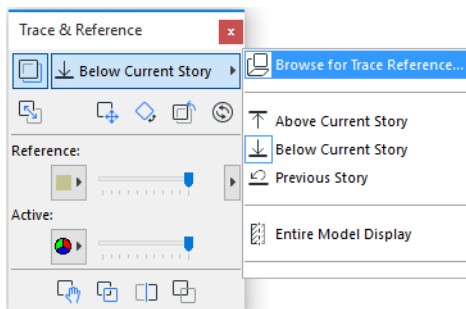 Trace & Reference
x
Below Current Story
Browse for Trace Reference...
Above Current Story
Below Current Story
Previous Story
Entire Model Display
Reference:
Active: